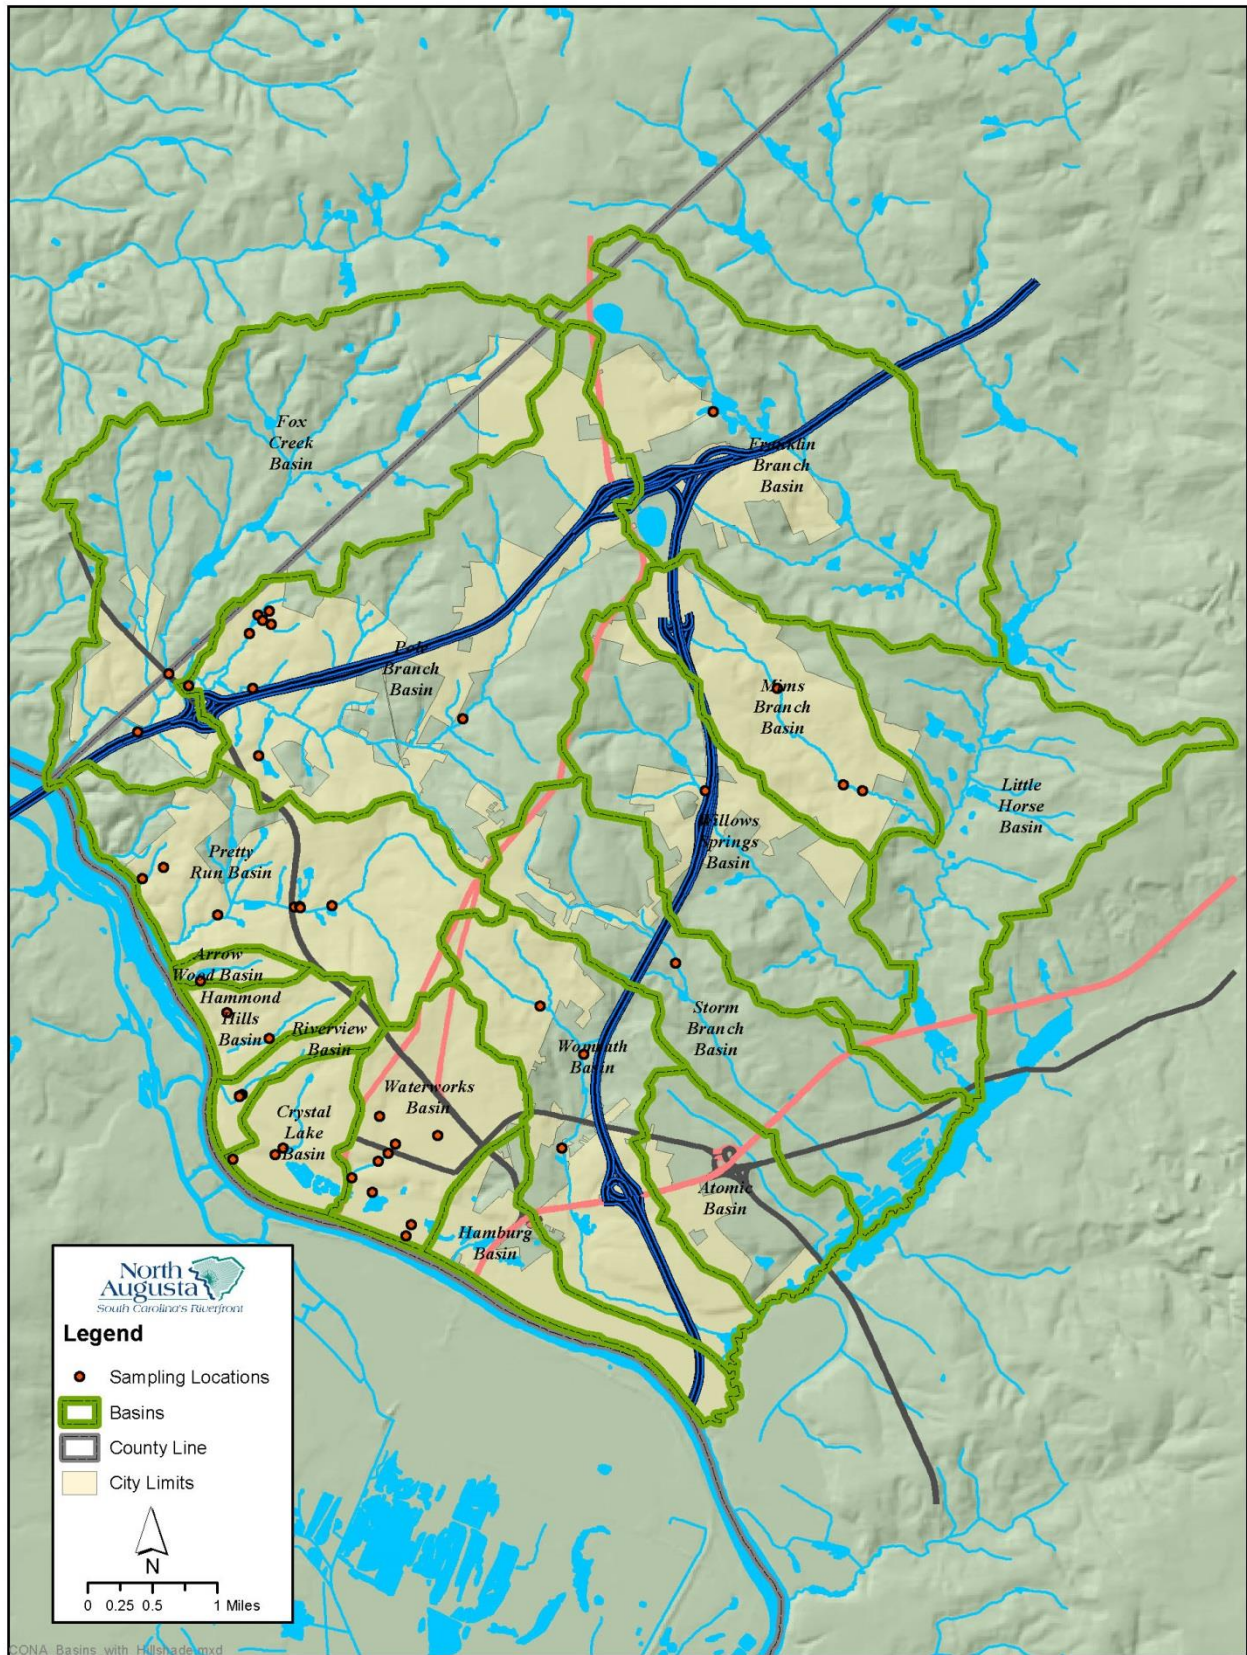 Fox
Creek
Basin
Franklin
Branch
Basin
Pole
Branch
Basin
Mims
Branch
Basin
Little
Horse
Basin
Willows
Springs
Basin
Pretty
Run Basin
Arrow
Wood Basin
Hammond
Hills
Basin
Riverview
Basin
Storm
Branch
Basin
Womrath
Basin
Waterworks
Basin
Crystal
Lake
Basin
Atomic
Basin
Hamburg
Basin
North
Augusta
South Carolina's Riverfront
Legend
Sampling Locations
Basins
County Line
City Limits
N
0 0.25 0.5 1 Miles
CONA_Basins_with_Hillshade.mxd